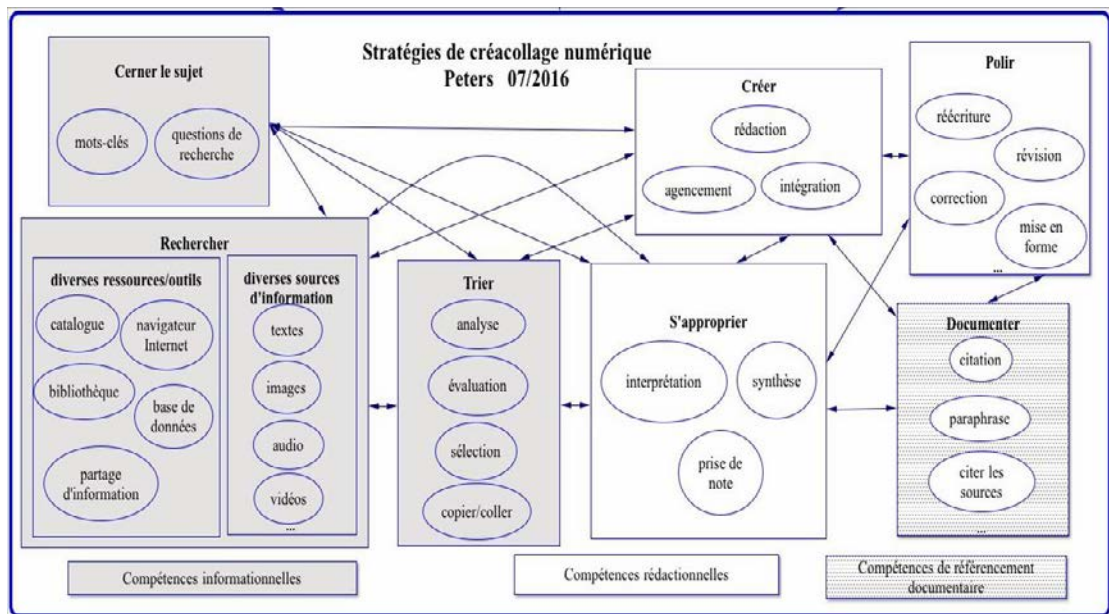 Stratégies de créacollage numérique
Peters 07/2016
Cerner le sujet
mots-clés
questions de
recherche
Créer
rédaction
agencement
intégration
Polir
réécriture
révision
correction
mise en
forme
...
Rechercher
diverses ressources/outils
catalogue
navigateur
Internet
bibliothèque
base de
données
partage
d'information
diverses sources
d'information
textes
images
audio
vidéos
...
Trier
analyse
évaluation
sélection
copier/coller
S'approprier
interprétation
synthèse
prise de
note
Documenter
citation
paraphrase
citer les
sources
...
Compétences informationnelles
Compétences rédactionnelles
Compétences de référencement
documentaire